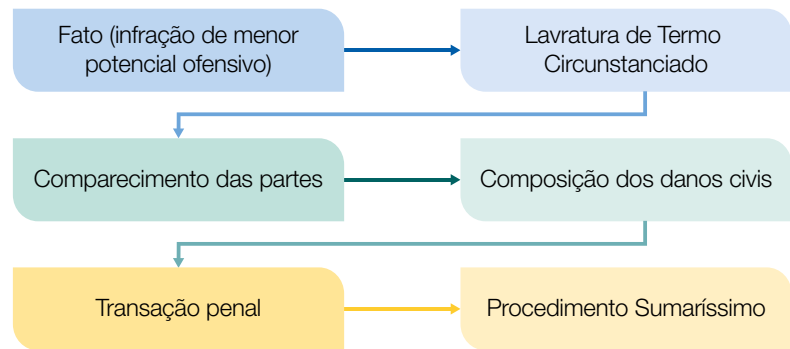 Fato (infração de menor
potencial ofensivo)
Lavratura de Termo
Circunstanciado
Comparecimento das partes
Composição dos danos civis
Transação penal
Procedimento Sumaríssimo